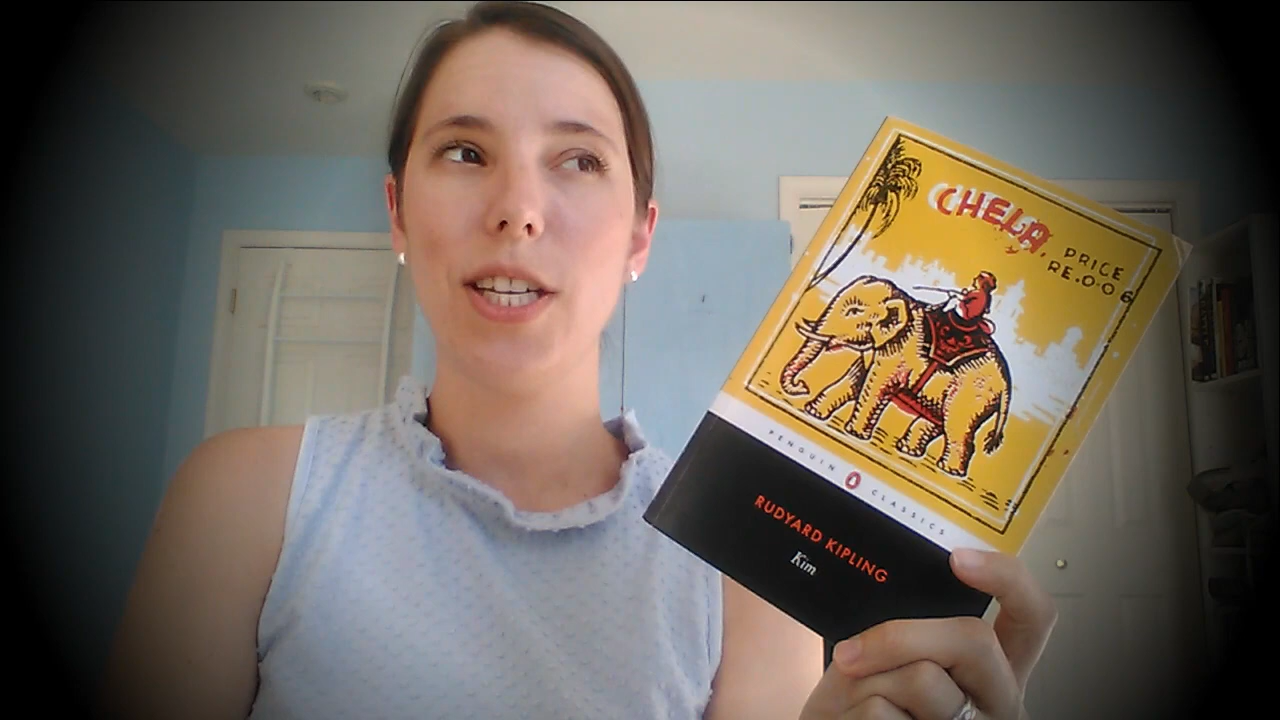 CHELA.
PRICE
RE.0·0·6
PENGUIN CLASSICS
RUDYARD KIPLING
Kim